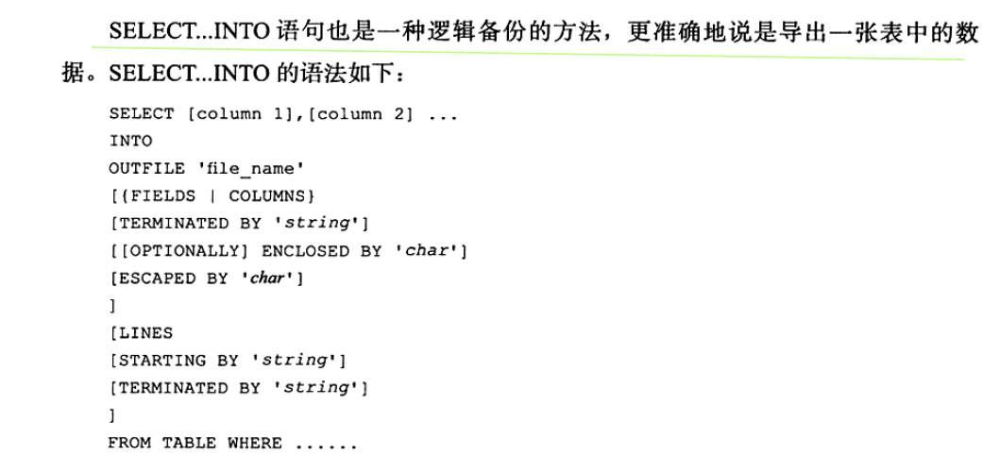 SELECT...INTO 语句也是一种逻辑备份的方法，更准确地说是导出一张表中的数
据。SELECT...INTO 的语法如下：
SELECT [column 1],[column 2] ...
INTO
OUTFILE 'file_name'
[{FIELDS | COLUMNS}
[TERMINATED BY 'string']
[[OPTIONALLY] ENCLOSED BY 'char']
[ESCAPED BY 'char']
]
[LINES
[STARTING BY 'string']
[TERMINATED BY 'string']
]
FROM TABLE WHERE ......